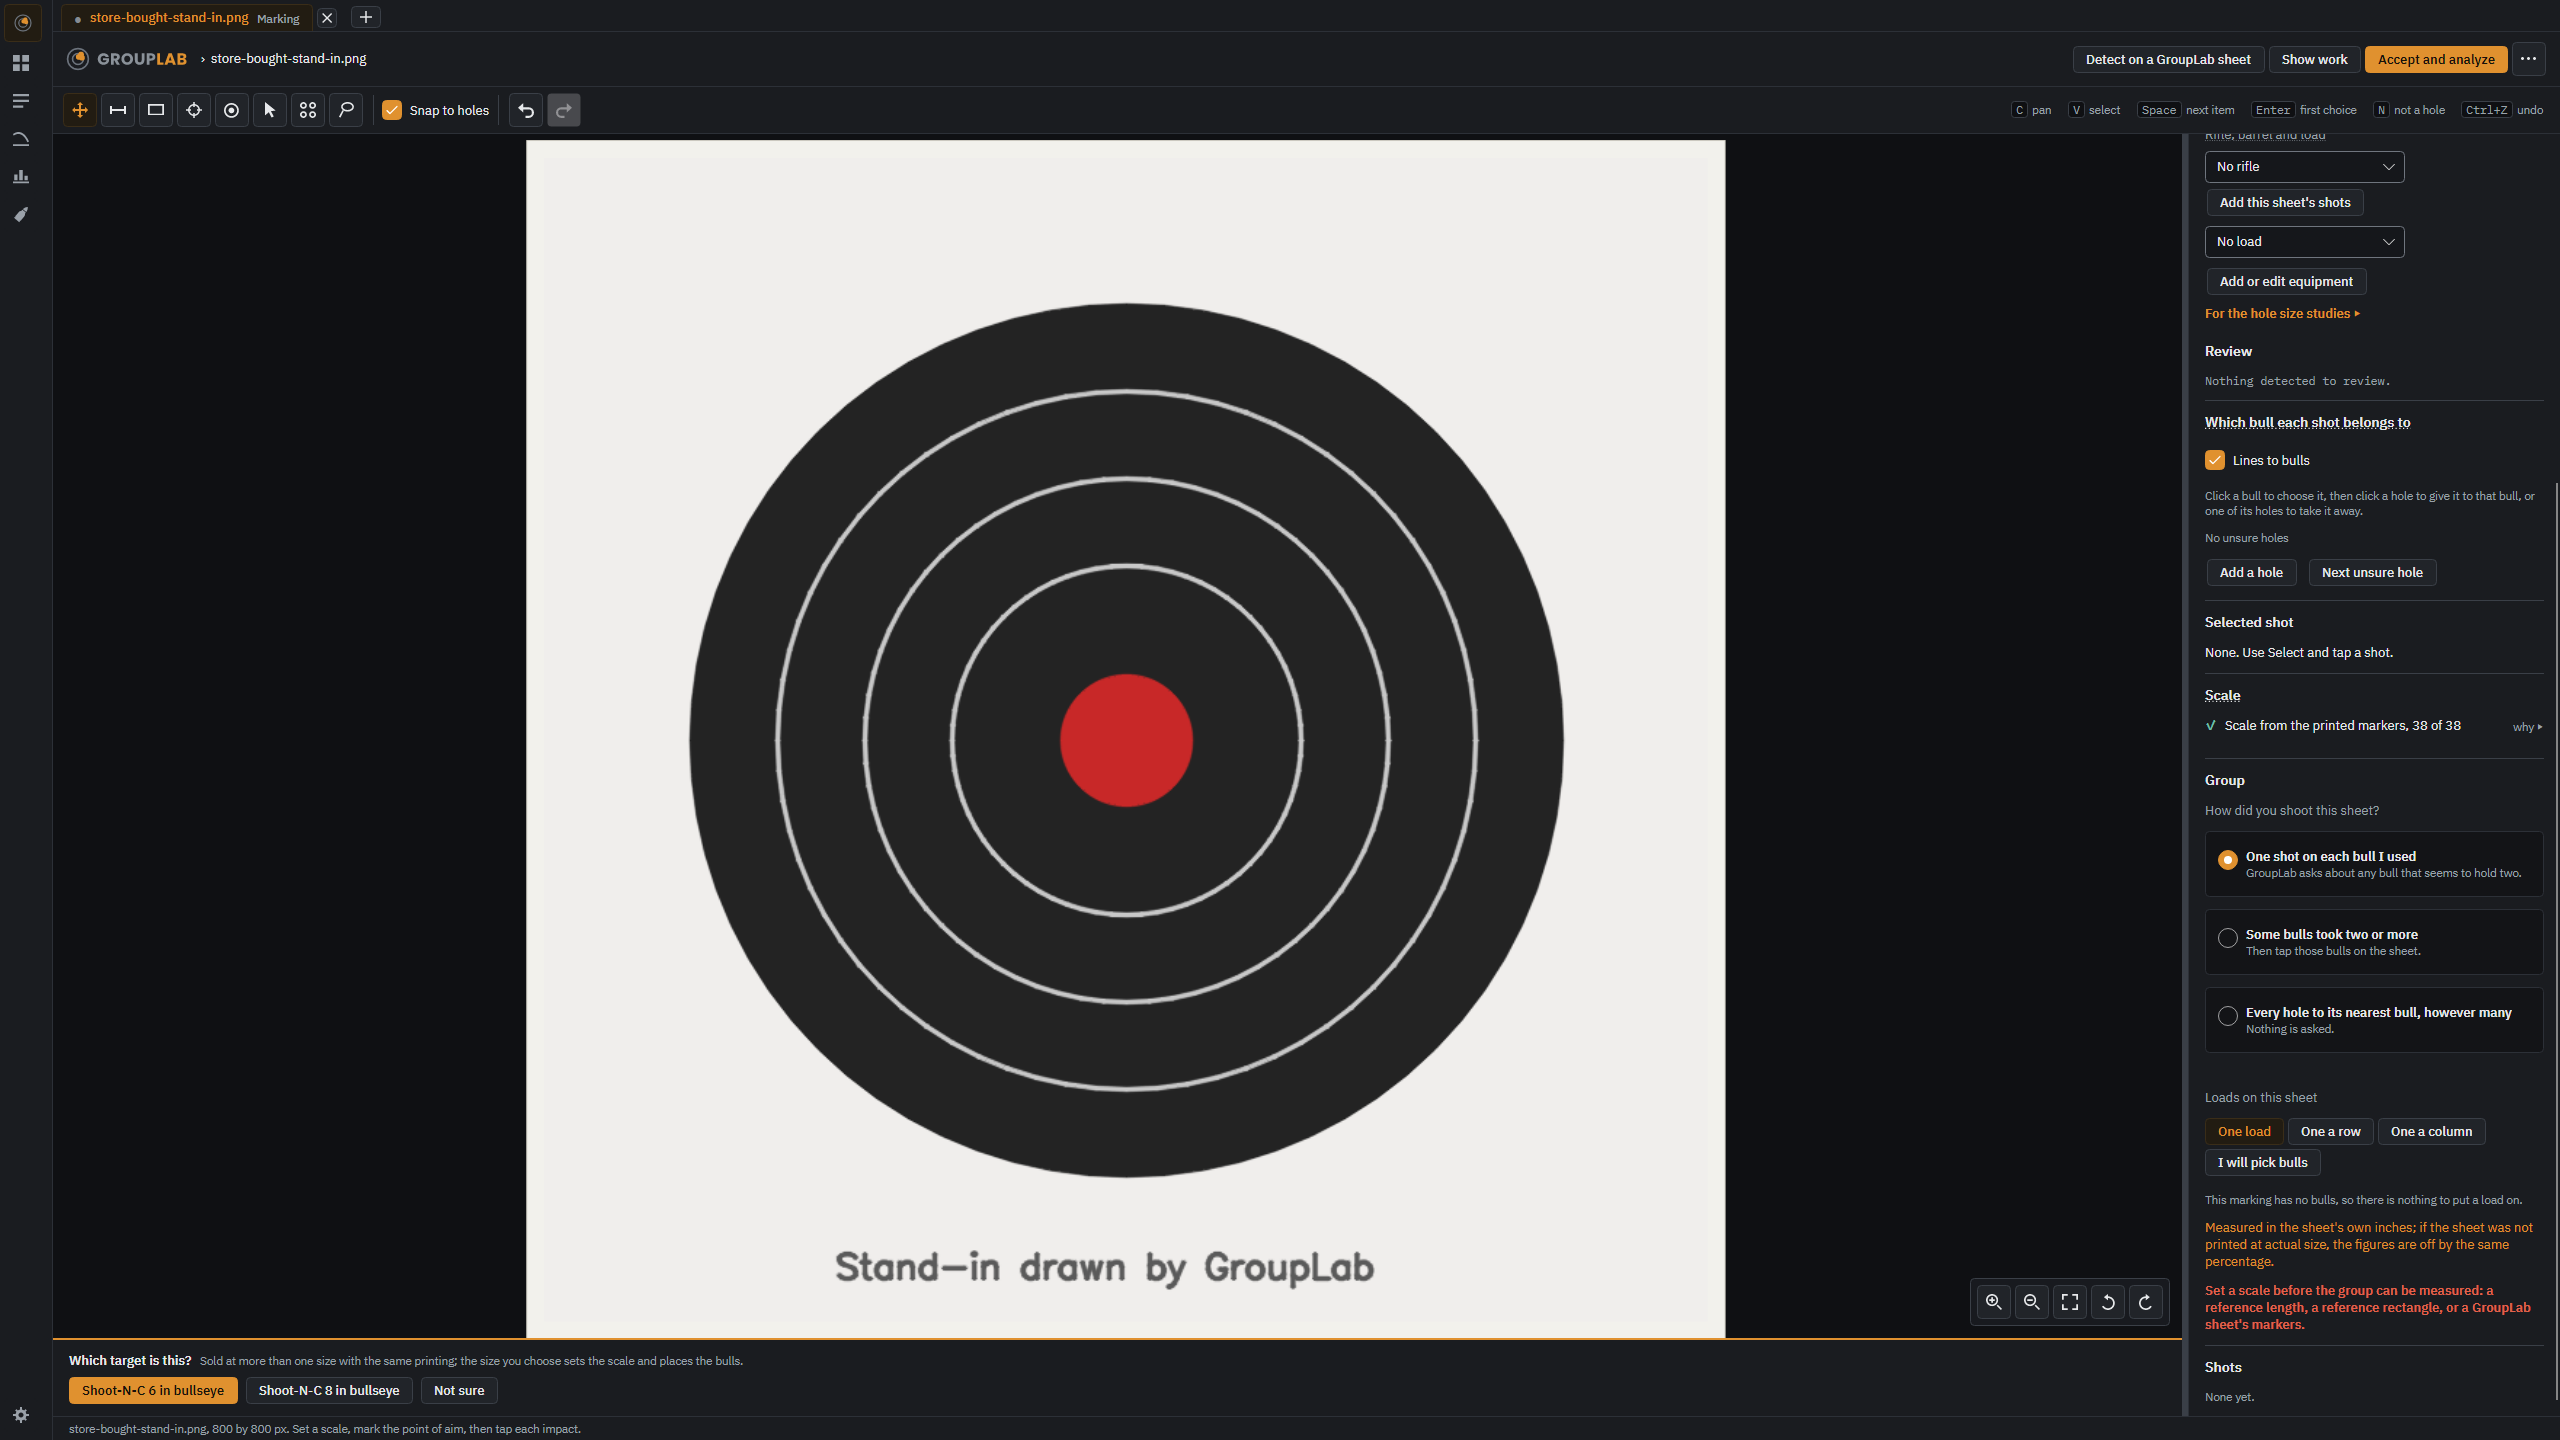 store-bought-stand-in.png Marking
GROUPLAB › store-bought-stand-in.png
Detect on a GroupLab sheet Show work Accept and analyze
Snap to holes
C pan V select Space next item Enter first choice N not a hole Ctrl+Z undo
Rifle, barrel and load
No rifle
Add this sheet's shots
No load
Add or edit equipment
For the hole size studies
Review
Nothing detected to review.
Which bull each shot belongs to
Lines to bulls
Click a bull to choose it, then click a hole to give it to that bull, or
one of its holes to take it away.
No unsure holes
Add a hole Next unsure hole
Selected shot
None. Use Select and tap a shot.
Scale
Scale from the printed markers, 38 of 38 why
Group
How did you shoot this sheet?
One shot on each bull I used
GroupLab asks about any bull that seems to hold two.
Some bulls took two or more
Then tap those bulls on the sheet.
Every hole to its nearest bull, however many
Nothing is asked.
Loads on this sheet
One load One a row One a column
I will pick bulls
This marking has no bulls, so there is nothing to put a load on.
Measured in the sheet's own inches; if the sheet was not
printed at actual size, the figures are off by the same
percentage.
Set a scale before the group can be measured: a
reference length, a reference rectangle, or a GroupLab
sheet's markers.
Shots
None yet.
Stand-in drawn by GroupLab
Which target is this? Sold at more than one size with the same printing; the size you choose sets the scale and places the bulls.
Shoot-N-C 6 in bullseye Shoot-N-C 8 in bullseye Not sure
store-bought-stand-in.png, 800 by 800 px. Set a scale, mark the point of aim, then tap each impact.